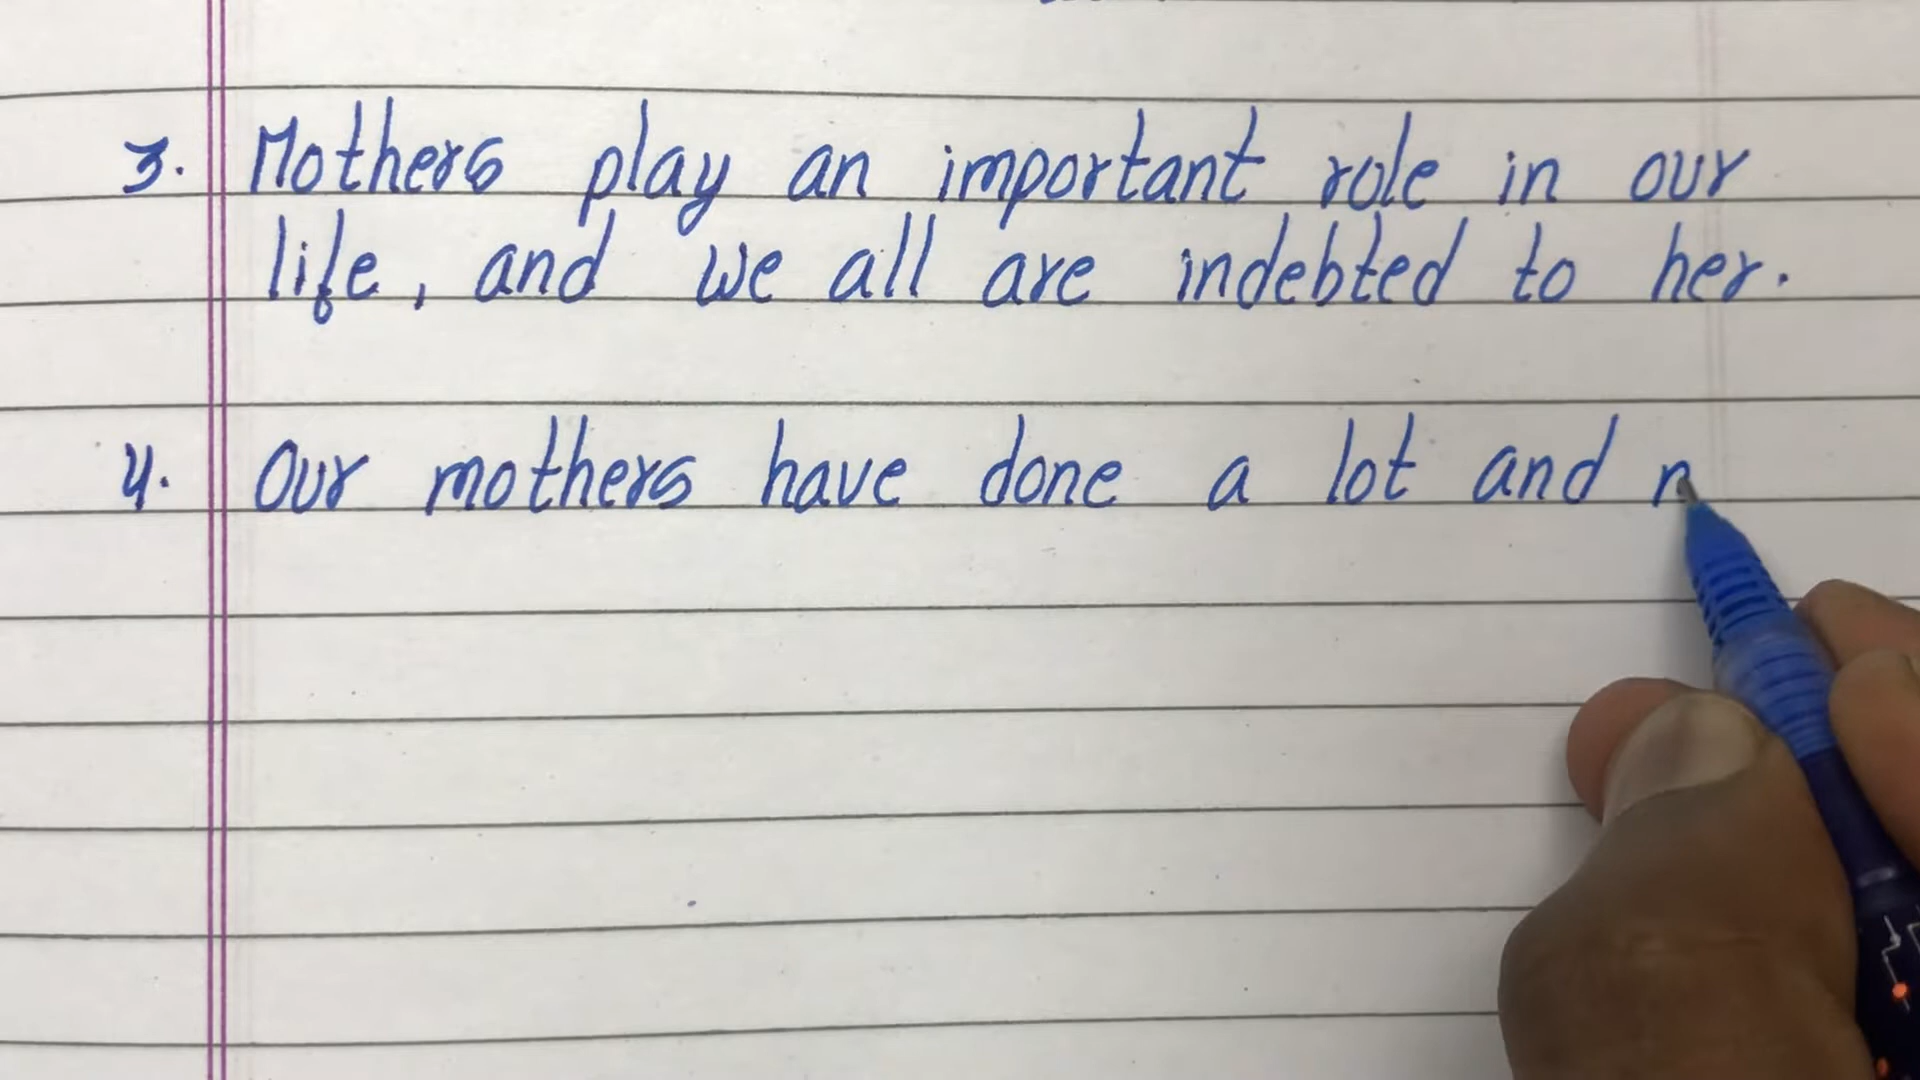 3. Mothers play an important role in our
life, and we all are indebted to her.
4. Our mothers have done a lot and